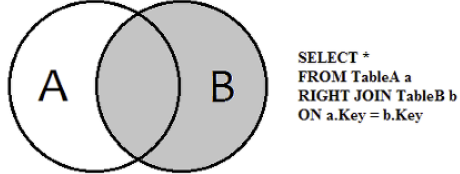 A
B
SELECT *
FROM TableA a
RIGHT JOIN TableB b
ON a.Key = b.Key